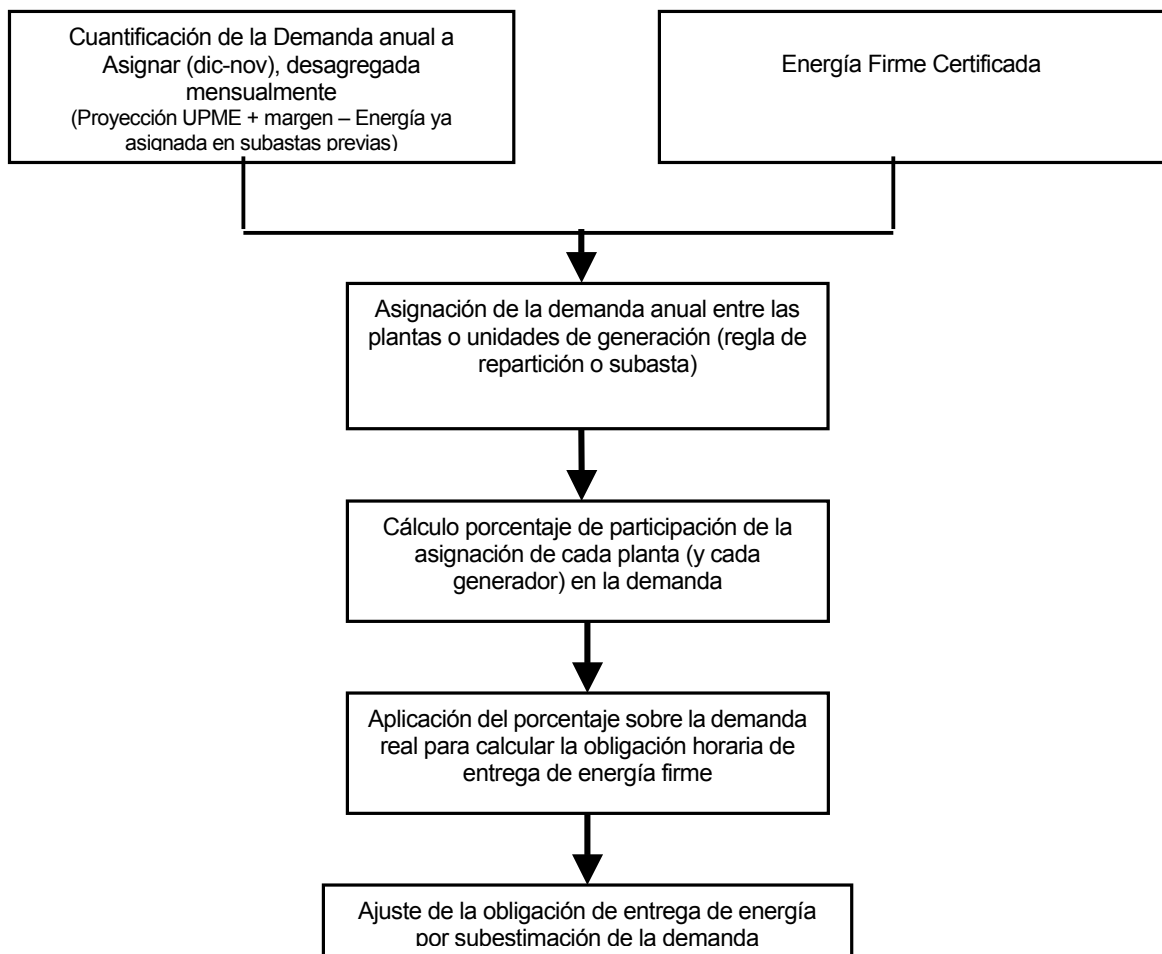 Cuantificación de la Demanda anual a
Asignar (dic-nov), desagregada
mensualmente
(Proyección UPME + margen – Energía ya
asignada en subastas previas)
Energía Firme Certificada
Asignación de la demanda anual entre las
plantas o unidades de generación (regla de
repartición o subasta)
Cálculo porcentaje de participación de la
asignación de cada planta (y cada
generador) en la demanda
Aplicación del porcentaje sobre la demanda
real para calcular la obligación horaria de
entrega de energía firme
Ajuste de la obligación de entrega de energía
por subestimación de la demanda